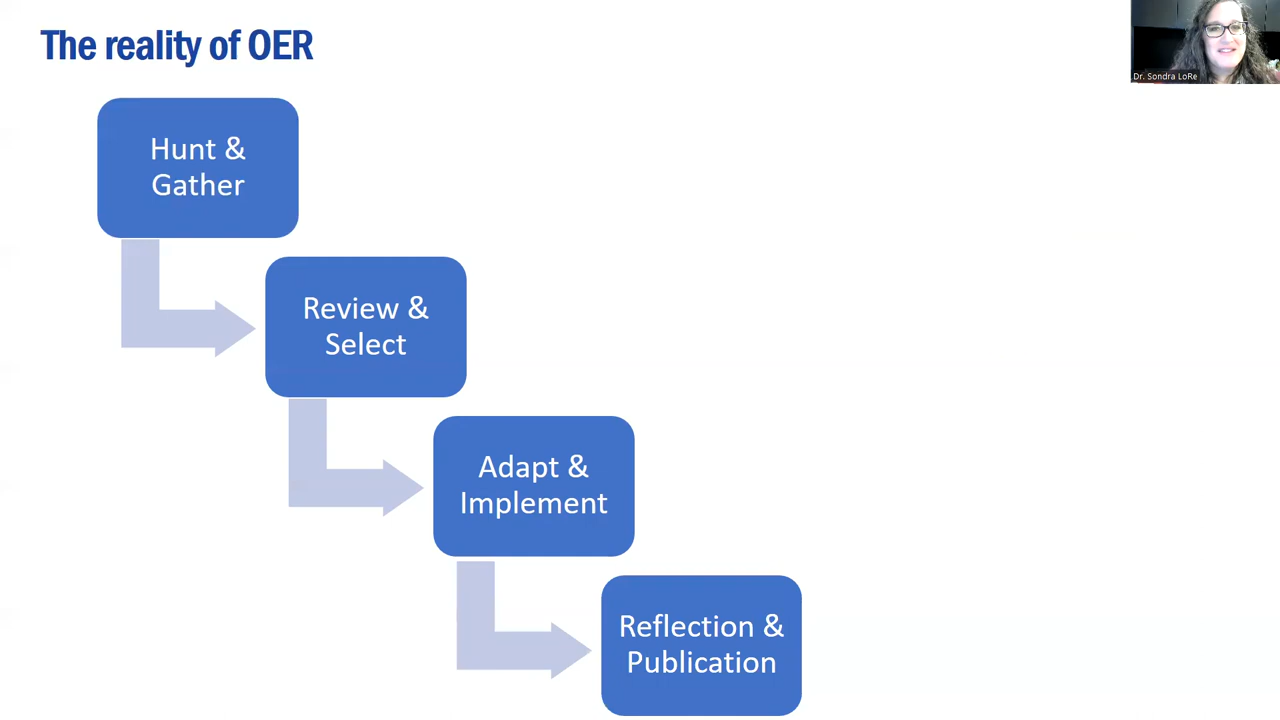 The reality of OER
Dr. Sondra LoRe
Hunt &
Gather
Review &
Select
Adapt &
Implement
Reflection &
Publication